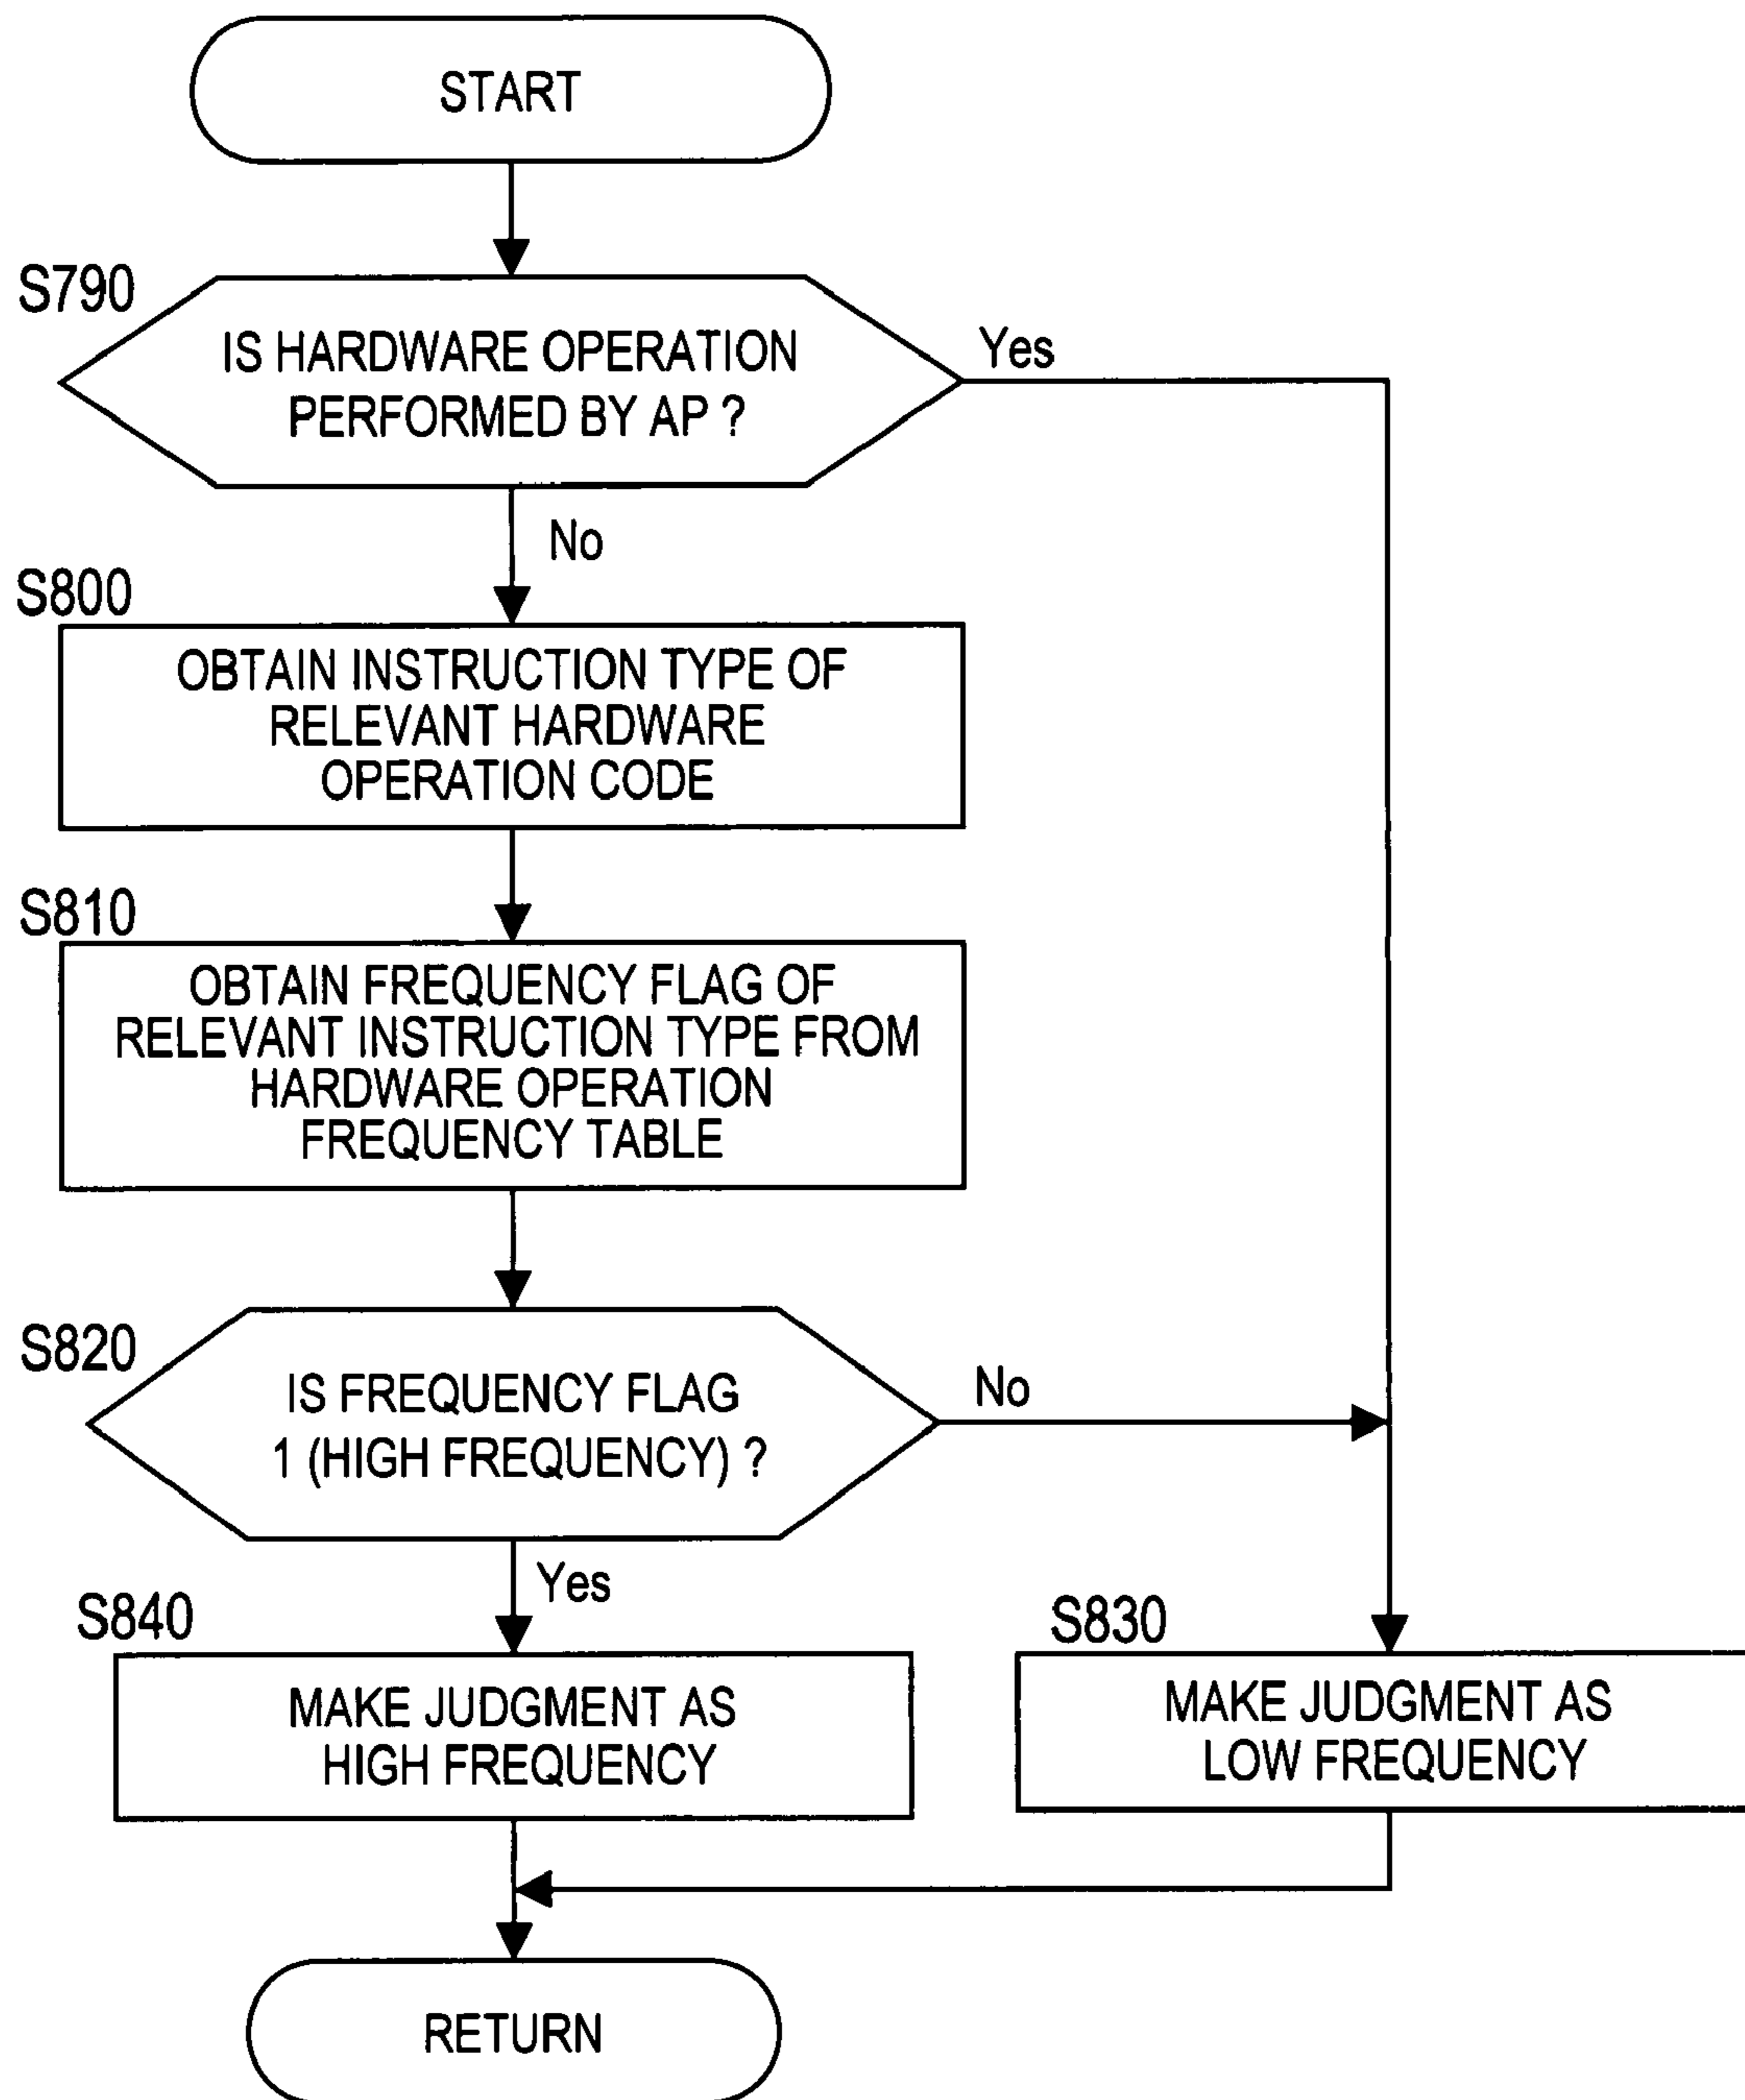 START
S790
IS HARDWARE OPERATION
PERFORMED BY AP ?
Yes
No
S800
OBTAIN INSTRUCTION TYPE OF
RELEVANT HARDWARE
OPERATION CODE
S810
OBTAIN FREQUENCY FLAG OF
RELEVANT INSTRUCTION TYPE FROM
HARDWARE OPERATION
FREQUENCY TABLE
S820
IS FREQUENCY FLAG
1 (HIGH FREQUENCY) ?
No
Yes
S840
MAKE JUDGMENT AS
HIGH FREQUENCY
S830
MAKE JUDGMENT AS
LOW FREQUENCY
RETURN